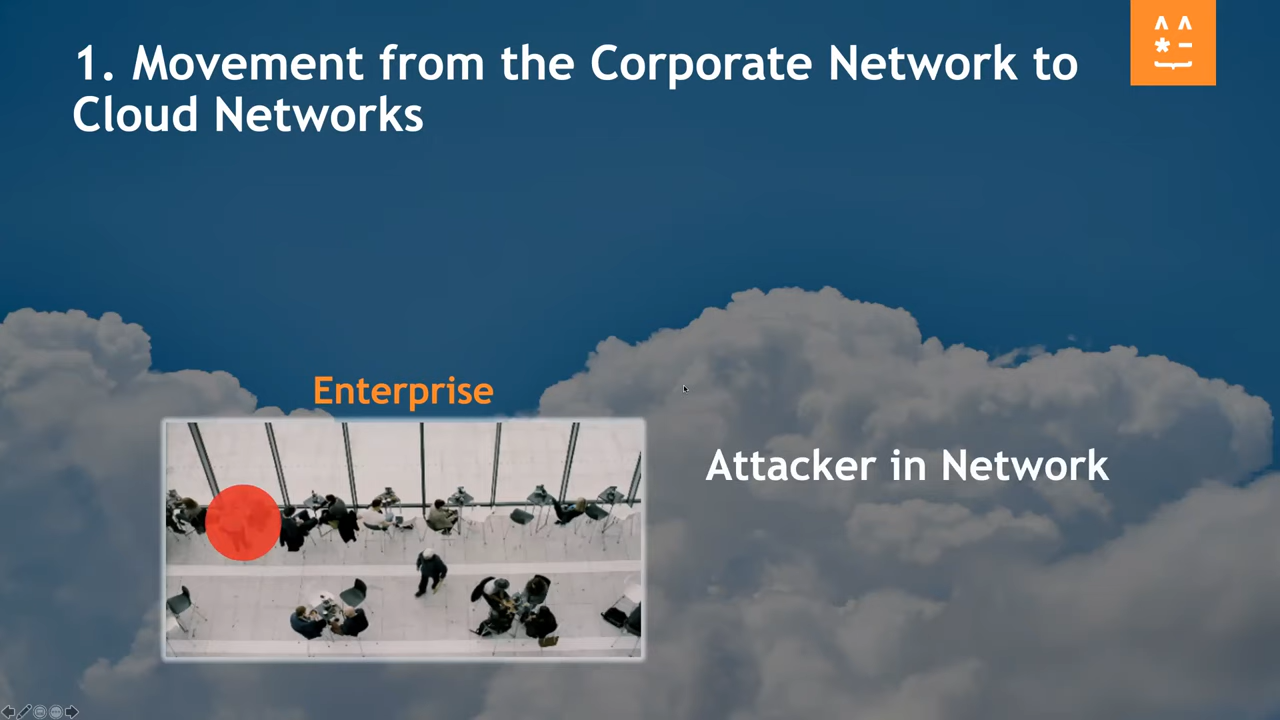 1. Movement from the Corporate Network to
Cloud Networks
Enterprise
Attacker in Network